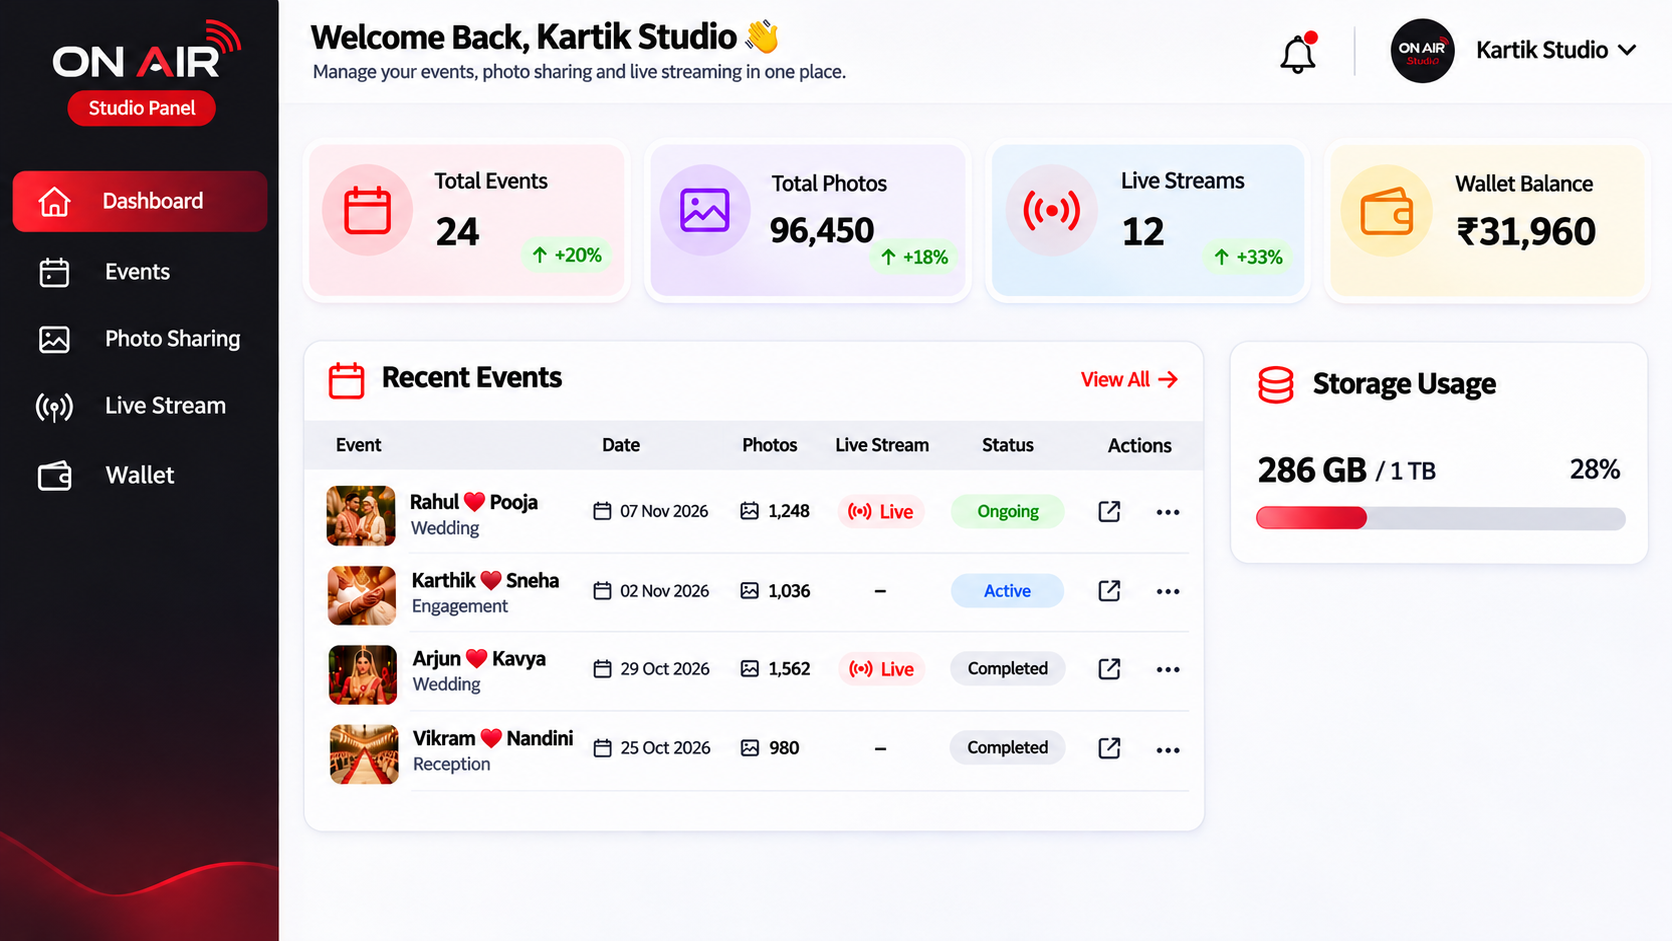 ON AIR
Studio Panel
Dashboard
Events
Photo Sharing
Live Stream
Wallet
Welcome Back, Kartik Studio 👋
Manage your events, photo sharing and live streaming in one place.
ON AIR
Studio
Kartik Studio
Total Events
24
↑ +20%
Total Photos
96,450
↑ +18%
Live Streams
12
↑ +33%
Wallet Balance
₹31,960
Recent Events
View All →
Event Date Photos Live Stream Status Actions
Rahul ❤️ Pooja
Wedding
07 Nov 2026 1,248 Live Ongoing
Karthik ❤️ Sneha
Engagement
02 Nov 2026 1,036 – Active
Arjun ❤️ Kavya
Wedding
29 Oct 2026 1,562 Live Completed
Vikram ❤️ Nandini
Reception
25 Oct 2026 980 – Completed
Storage Usage
286 GB / 1 TB 28%